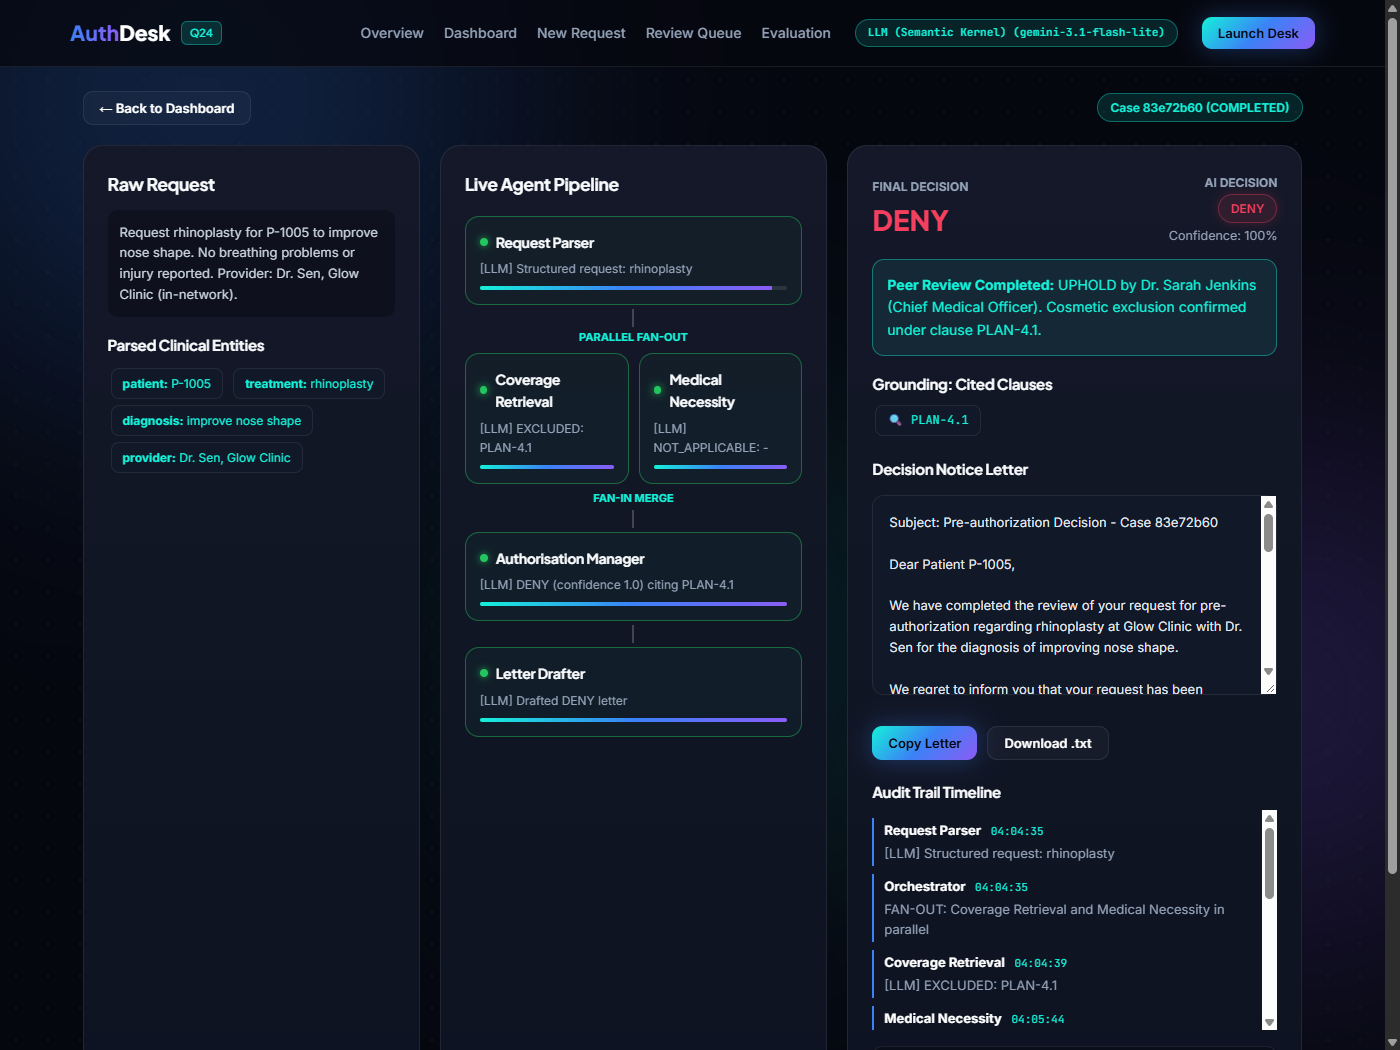 AuthDesk Q24
Overview Dashboard New Request Review Queue Evaluation
LLM (Semantic Kernel) (gemini-3.1-flash-lite)
Launch Desk
← Back to Dashboard
Case 83e72b60 (COMPLETED)
Raw Request
Request rhinoplasty for P-1005 to improve
nose shape. No breathing problems or
injury reported. Provider: Dr. Sen, Glow
Clinic (in-network).
Parsed Clinical Entities
patient: P-1005
treatment: rhinoplasty
diagnosis: improve nose shape
provider: Dr. Sen, Glow Clinic
Live Agent Pipeline
Request Parser
[LLM] Structured request: rhinoplasty
PARALLEL FAN-OUT
Coverage
Retrieval
[LLM] EXCLUDED:
PLAN-4.1
Medical
Necessity
[LLM]
NOT_APPLICABLE: -
FAN-IN MERGE
Authorisation Manager
[LLM] DENY (confidence 1.0) citing PLAN-4.1
Letter Drafter
[LLM] Drafted DENY letter
FINAL DECISION
DENY
AI DECISION
DENY
Confidence: 100%
Peer Review Completed: UPHOLD by Dr. Sarah Jenkins
(Chief Medical Officer). Cosmetic exclusion confirmed
under clause PLAN-4.1.
Grounding: Cited Clauses
PLAN-4.1
Decision Notice Letter
Subject: Pre-authorization Decision - Case 83e72b60
Dear Patient P-1005,
We have completed the review of your request for pre-
authorization regarding rhinoplasty at Glow Clinic with Dr.
Sen for the diagnosis of improving nose shape.
We regret to inform you that your request has been
Copy Letter
Download .txt
Audit Trail Timeline
Request Parser 04:04:35
[LLM] Structured request: rhinoplasty
Orchestrator 04:04:35
FAN-OUT: Coverage Retrieval and Medical Necessity in
parallel
Coverage Retrieval 04:04:39
[LLM] EXCLUDED: PLAN-4.1
Medical Necessity 04:05:44